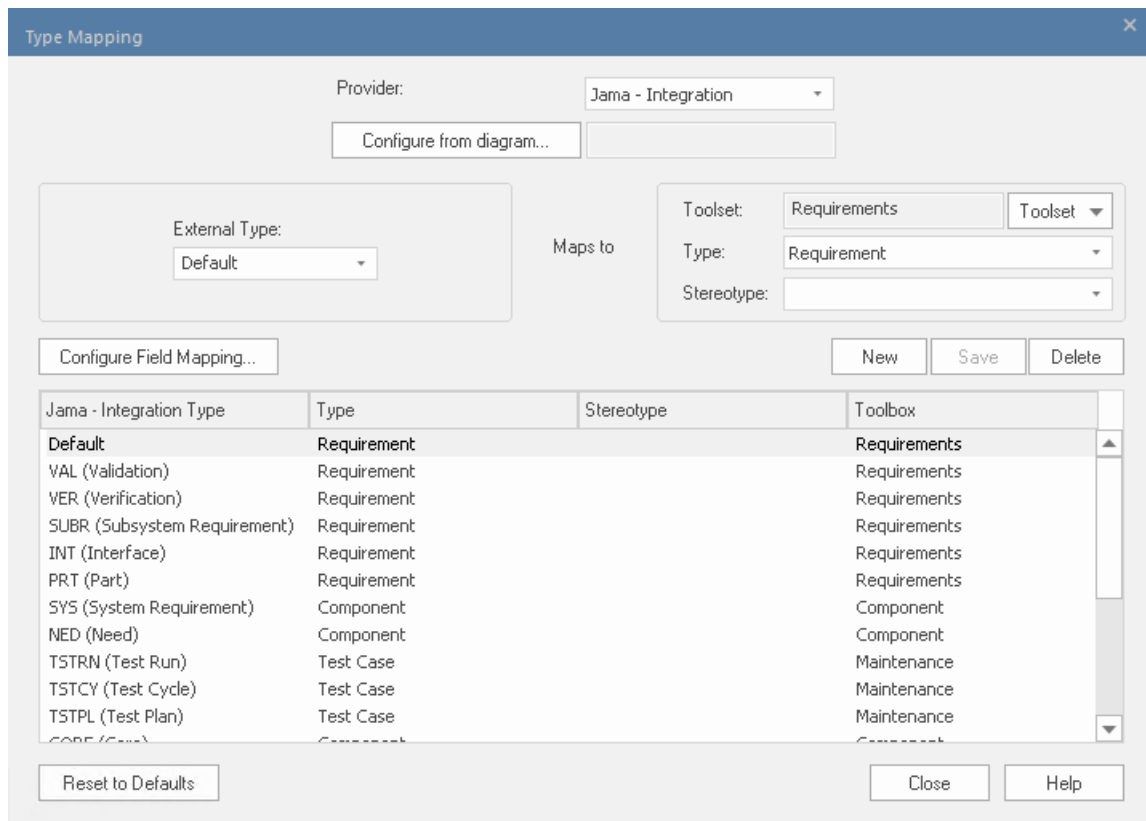 Type Mapping
Provider: Jama - Integration
Configure from diagram...
External Type:
Default
Maps to
Toolset: Requirements Toolset
Type: Requirement
Stereotype:
Configure Field Mapping... New Save Delete
Jama - Integration Type Type Stereotype Toolbox
Default Requirement Requirements
VAL (Validation) Requirement Requirements
VER (Verification) Requirement Requirements
SUBR (Subsystem Requirement) Requirement Requirements
INT (Interface) Requirement Requirements
PRT (Part) Requirement Requirements
SYS (System Requirement) Component Component
NED (Need) Component Component
TSTRN (Test Run) Test Case Maintenance
TSTCY (Test Cycle) Test Case Maintenance
TSTPL (Test Plan) Test Case Maintenance
Component Component
Reset to Defaults Close Help